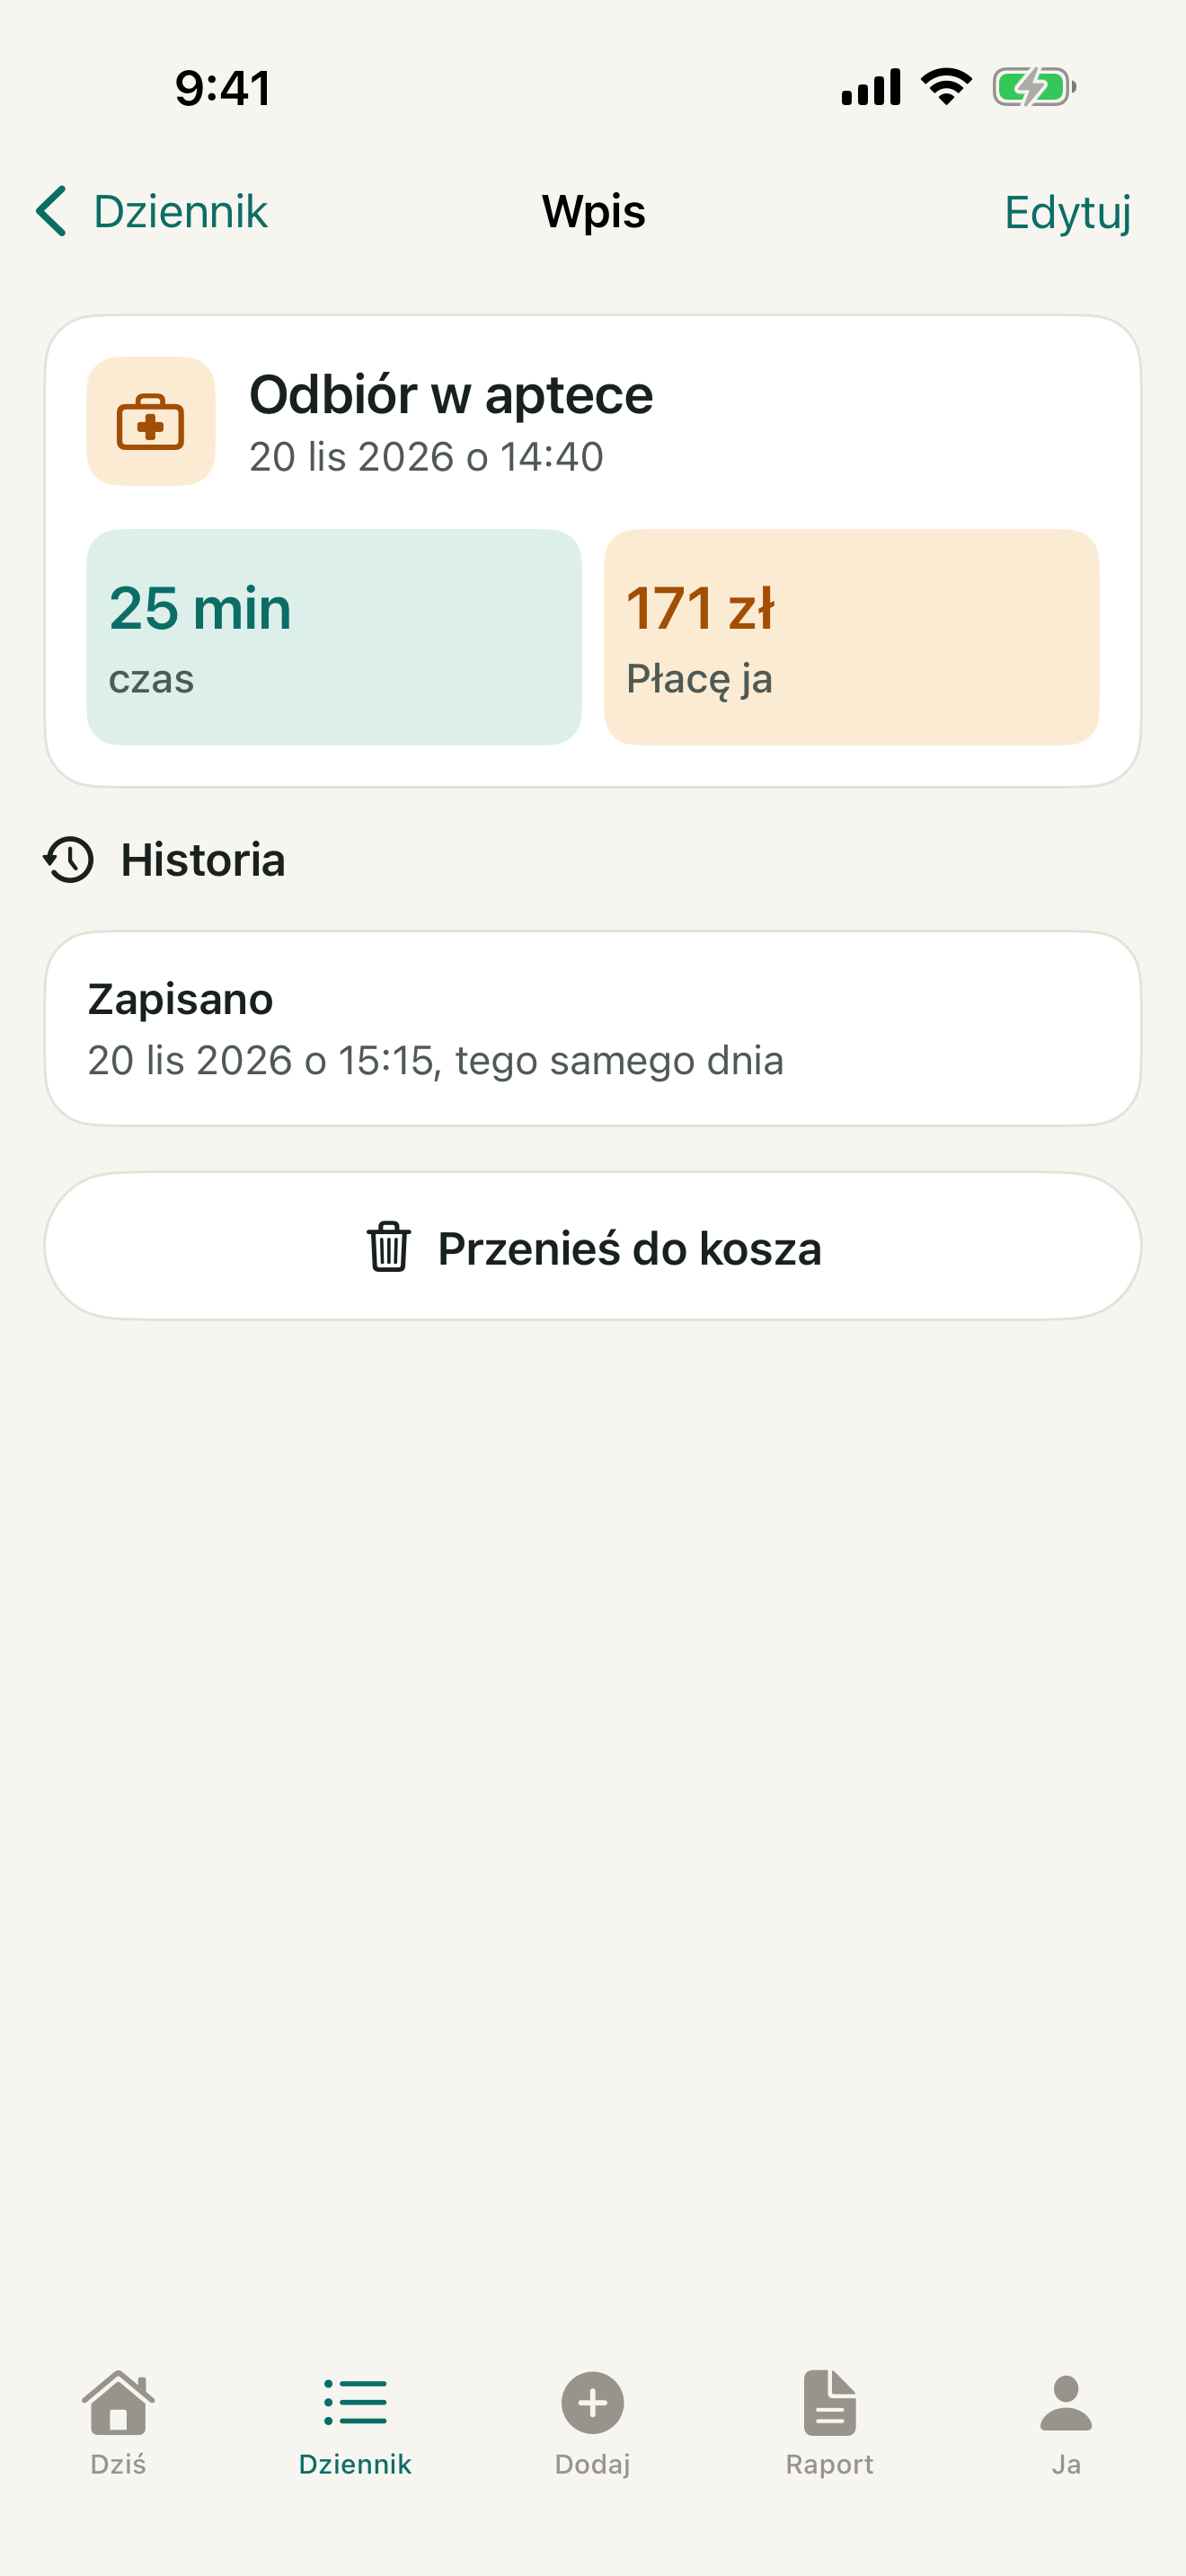 9:41
Dziennik
Wpis
Edytuj
Odbiór w aptece
20 lis 2026 o 14:40
25 min
czas
171 zł
Płacę ja
Historia
Zapisano
20 lis 2026 o 15:15, tego samego dnia
Przenieś do kosza
Dziś
Dziennik
Dodaj
Raport
Ja